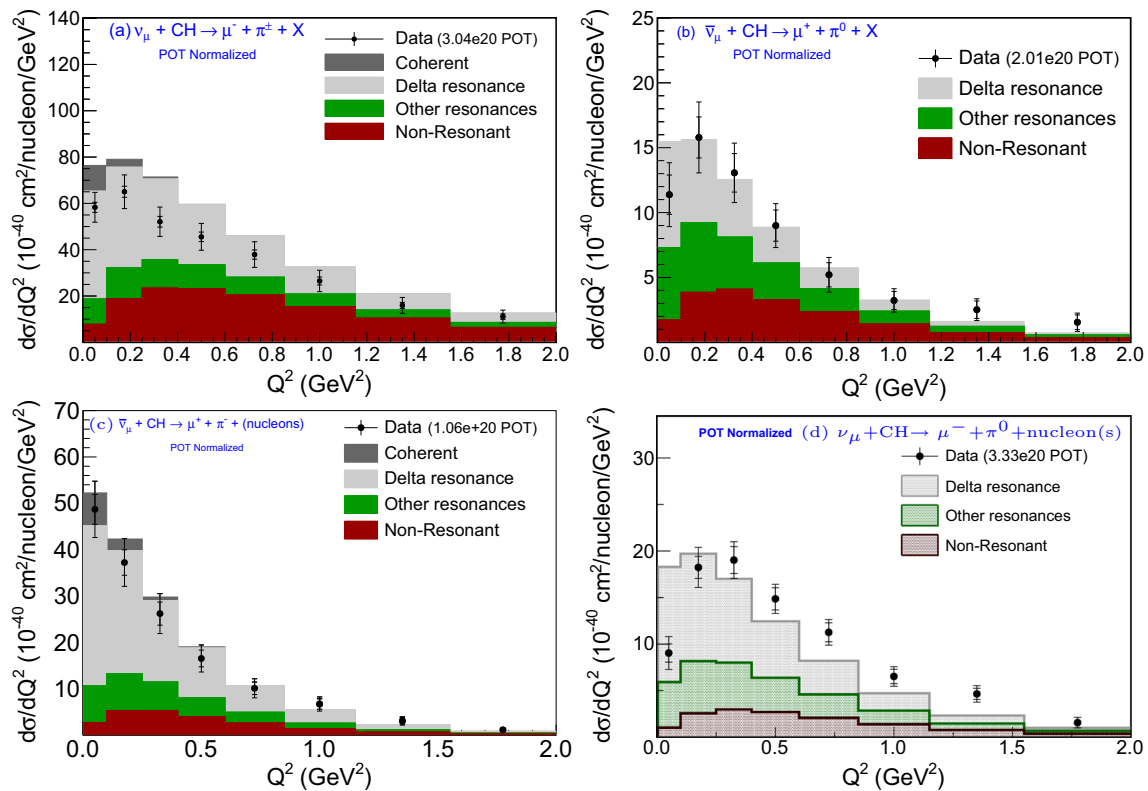 (a) ν_μ + CH → μ⁻ + π^± + X
POT Normalized
Data (3.04e20 POT)
Coherent
Delta resonance
Other resonances
Non-Resonant
dσ/dQ² (10⁻⁴⁰ cm²/nucleon/GeV²)
140
120
100
80
60
40
20
0.0 0.2 0.4 0.6 0.8 1.0 1.2 1.4 1.6 1.8 2.0
Q² (GeV²)
(b) ν̅_μ + CH → μ⁺ + π⁰ + X
POT Normalized
Data (2.01e20 POT)
Delta resonance
Other resonances
Non-Resonant
dσ/dQ² (10⁻⁴⁰ cm²/nucleon/GeV²)
25
20
15
10
5
0.0 0.2 0.4 0.6 0.8 1.0 1.2 1.4 1.6 1.8 2.0
Q² (GeV²)
(c) ν̅_μ + CH → μ⁺ + π⁻ + (nucleons)
POT Normalized
Data (1.06e+20 POT)
Coherent
Delta resonance
Other resonances
Non-Resonant
dσ/dQ² (10⁻⁴⁰ cm²/nucleon/GeV²)
70
60
50
40
30
20
10
0.0 0.5 1.0 1.5 2.0
Q² (GeV²)
POT Normalized (d) ν_μ+CH→ μ⁻+π⁰+nucleon(s)
Data (3.33e20 POT)
Delta resonance
Other resonances
Non-Resonant
dσ/dQ² (10⁻⁴⁰ cm²/nucleon/GeV²)
30
20
10
0.0 0.5 1.0 1.5 2.0
Q² (GeV²)